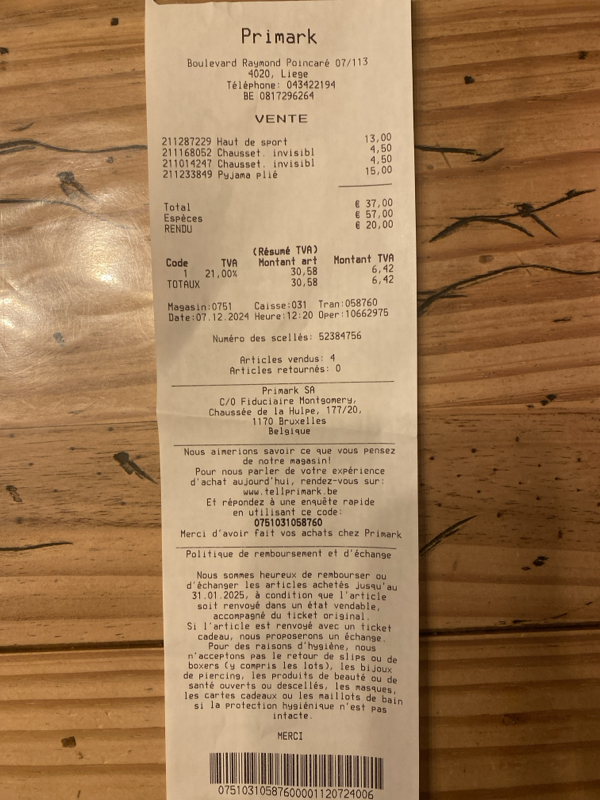 Primark
Boulevard Raymond Poincaré 07/113
4020, Liege
Téléphone: 043422194
BE 0817296264
VENTE
211287229 Haut de sport 13,00
211168052 Chausset. invisibl 4,50
211014247 Chausset. invisibl 4,50
211233849 Pyjama plié 15,00
Total € 37,00
Espèces € 57,00
RENDU € 20,00
(Résumé TVA)
Code TVA Montant art Montant TVA
1 21,00% 30,58 6,42
TOTAUX 30,58 6,42
Magasin:0751 Caisse:031 Tran:058760
Date:07.12.2024 Heure:12:20 Oper:10662975
Numéro des scellés: 52384756
Articles vendus: 4
Articles retournés: 0
Primark SA
C/O Fiduciaire Montgomery,
Chaussée de la Hulpe, 177/20,
1170 Bruxelles
Belgique
Nous aimerions savoir ce que vous pensez
de notre magasin!
Pour nous parler de votre expérience
d'achat aujourd'hui, rendez-vous sur:
www.tellprimark.be
Et répondez à une enquête rapide
en utilisant ce code:
0751031058760
Merci d'avoir fait vos achats chez Primark
Politique de remboursement et d'échange
Nous sommes heureux de rembourser ou
d'échanger les articles achetés jusqu'au
31.01.2025, à condition que l'article
soit renvoyé dans un état vendable,
accompagné du ticket original.
Si l'article est renvoyé avec un ticket
cadeau, nous proposerons un échange.
Pour des raisons d'hygiène, nous
n'acceptons pas le retour de slips ou de
boxers (y compris les lots), les bijoux
de piercing, les produits de beauté ou de
santé ouverts ou descellés, les masques,
les cartes cadeaux ou les maillots de bain
si la protection hygiénique n'est pas
intacte.
MERCI
07510310587600001120724006